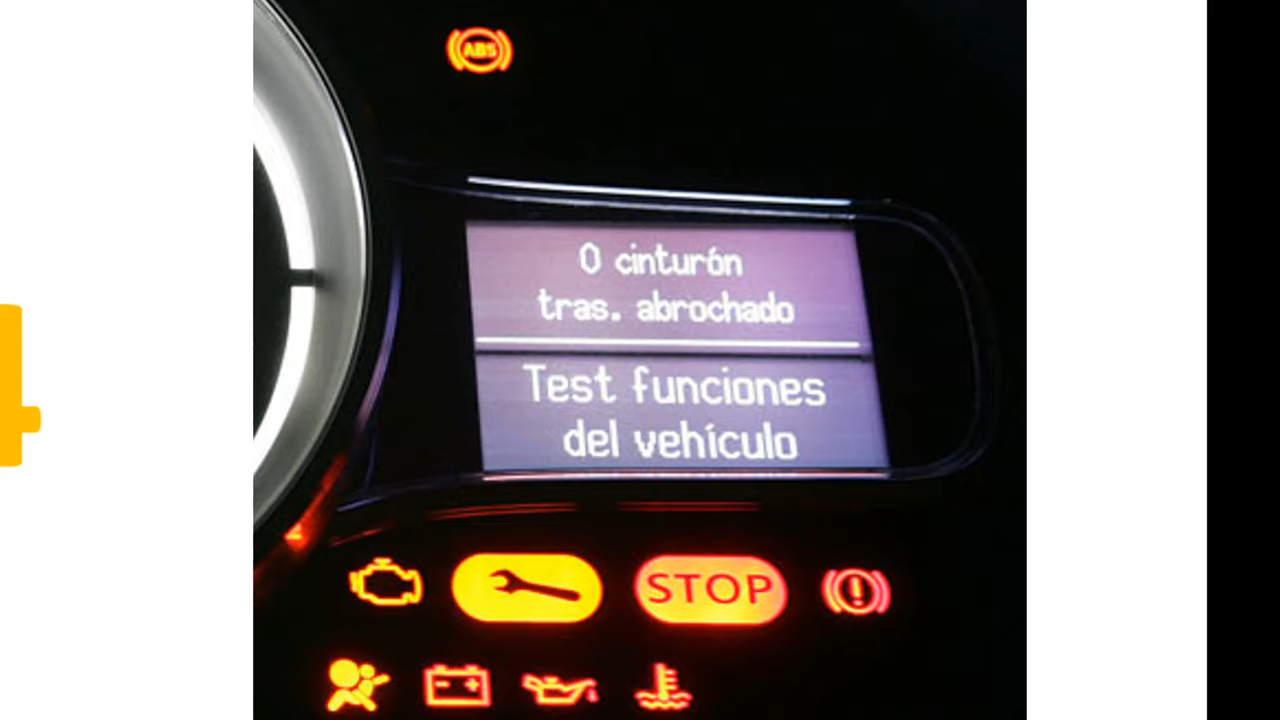 ABS
0 cinturón
tras. abrochado
Test funciones
del vehículo
STOP